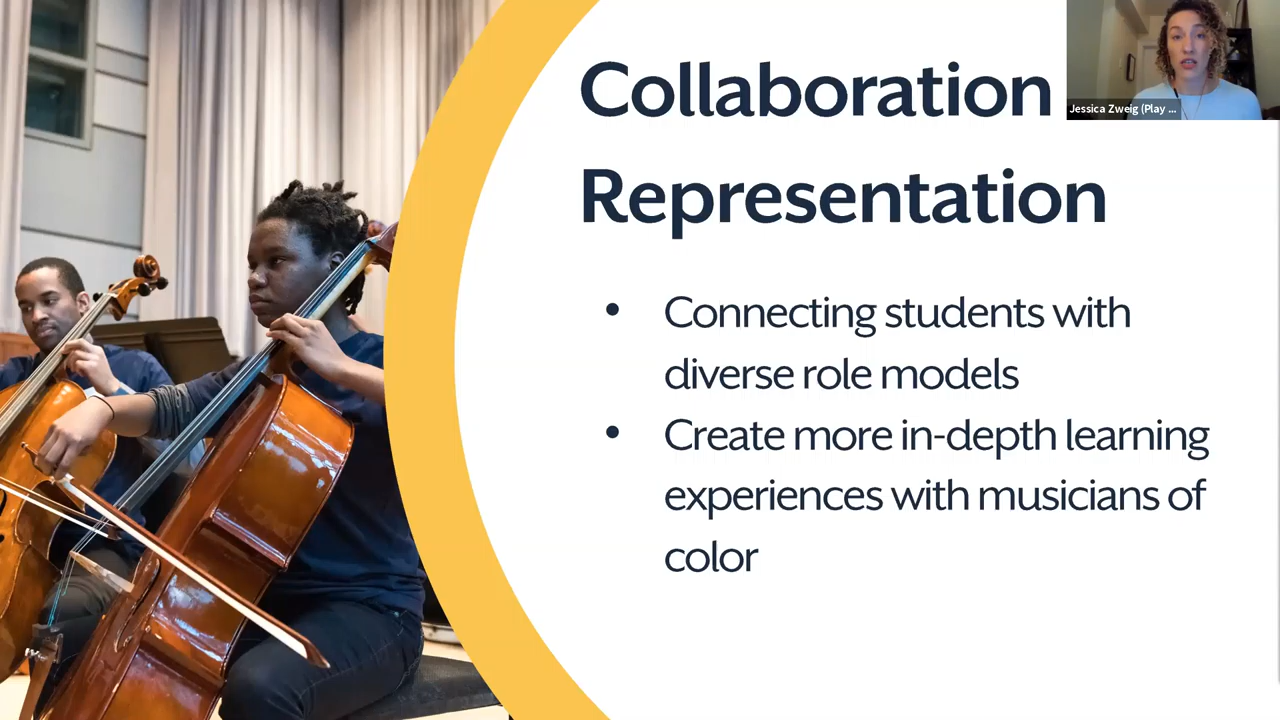 Collaboration
Jessica Zweig (Play ...
Representation
• Connecting students with
diverse role models
• Create more in-depth learning
experiences with musicians of
color